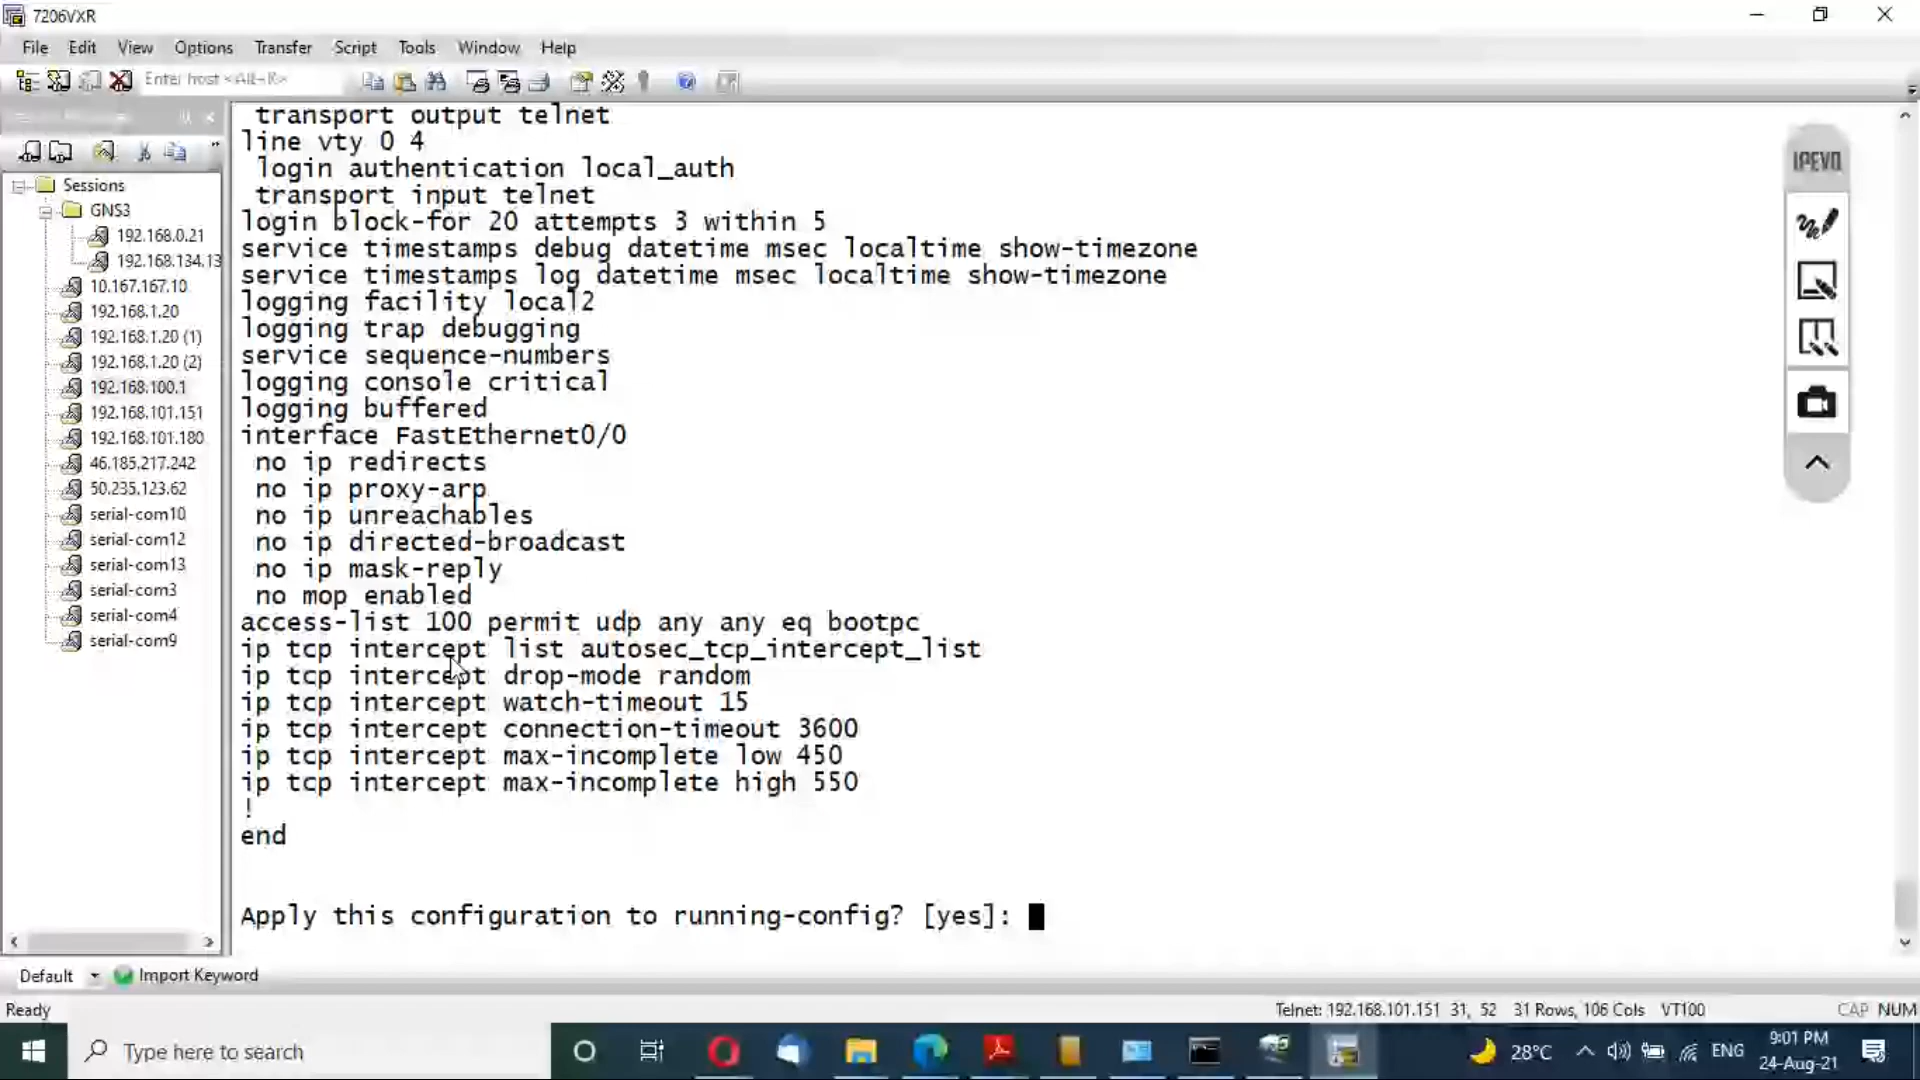 7206VXR
File Edit View Options Transfer Script Tools Window Help
Enter host <Alt+R>
Sessions
GNS3
192.168.0.21
192.168.134.13
10.167.167.10
192.168.1.20
192.168.1.20 (1)
192.168.1.20 (2)
192.168.100.1
192.168.101.151
192.168.101.180
46.185.217.242
50.235.123.62
serial-com10
serial-com12
serial-com13
serial-com3
serial-com4
serial-com9
transport output telnet
line vty 0 4
login authentication local_auth
transport input telnet
login block-for 20 attempts 3 within 5
service timestamps debug datetime msec localtime show-timezone
service timestamps log datetime msec localtime show-timezone
logging facility local2
logging trap debugging
service sequence-numbers
logging console critical
logging buffered
interface FastEthernet0/0
no ip redirects
no ip proxy-arp
no ip unreachables
no ip directed-broadcast
no ip mask-reply
no mop enabled
access-list 100 permit udp any any eq bootpc
ip tcp intercept list autosec_tcp_intercept_list
ip tcp intercept drop-mode random
ip tcp intercept watch-timeout 15
ip tcp intercept connection-timeout 3600
ip tcp intercept max-incomplete low 450
ip tcp intercept max-incomplete high 550
!
end
Apply this configuration to running-config? [yes]:
IPEVO
Default Import Keyword
Ready Telnet: 192.168.101.151 31, 52 31 Rows, 106 Cols VT100 CAP NUM
Type here to search
28°C ENG
9:01 PM
24-Aug-21